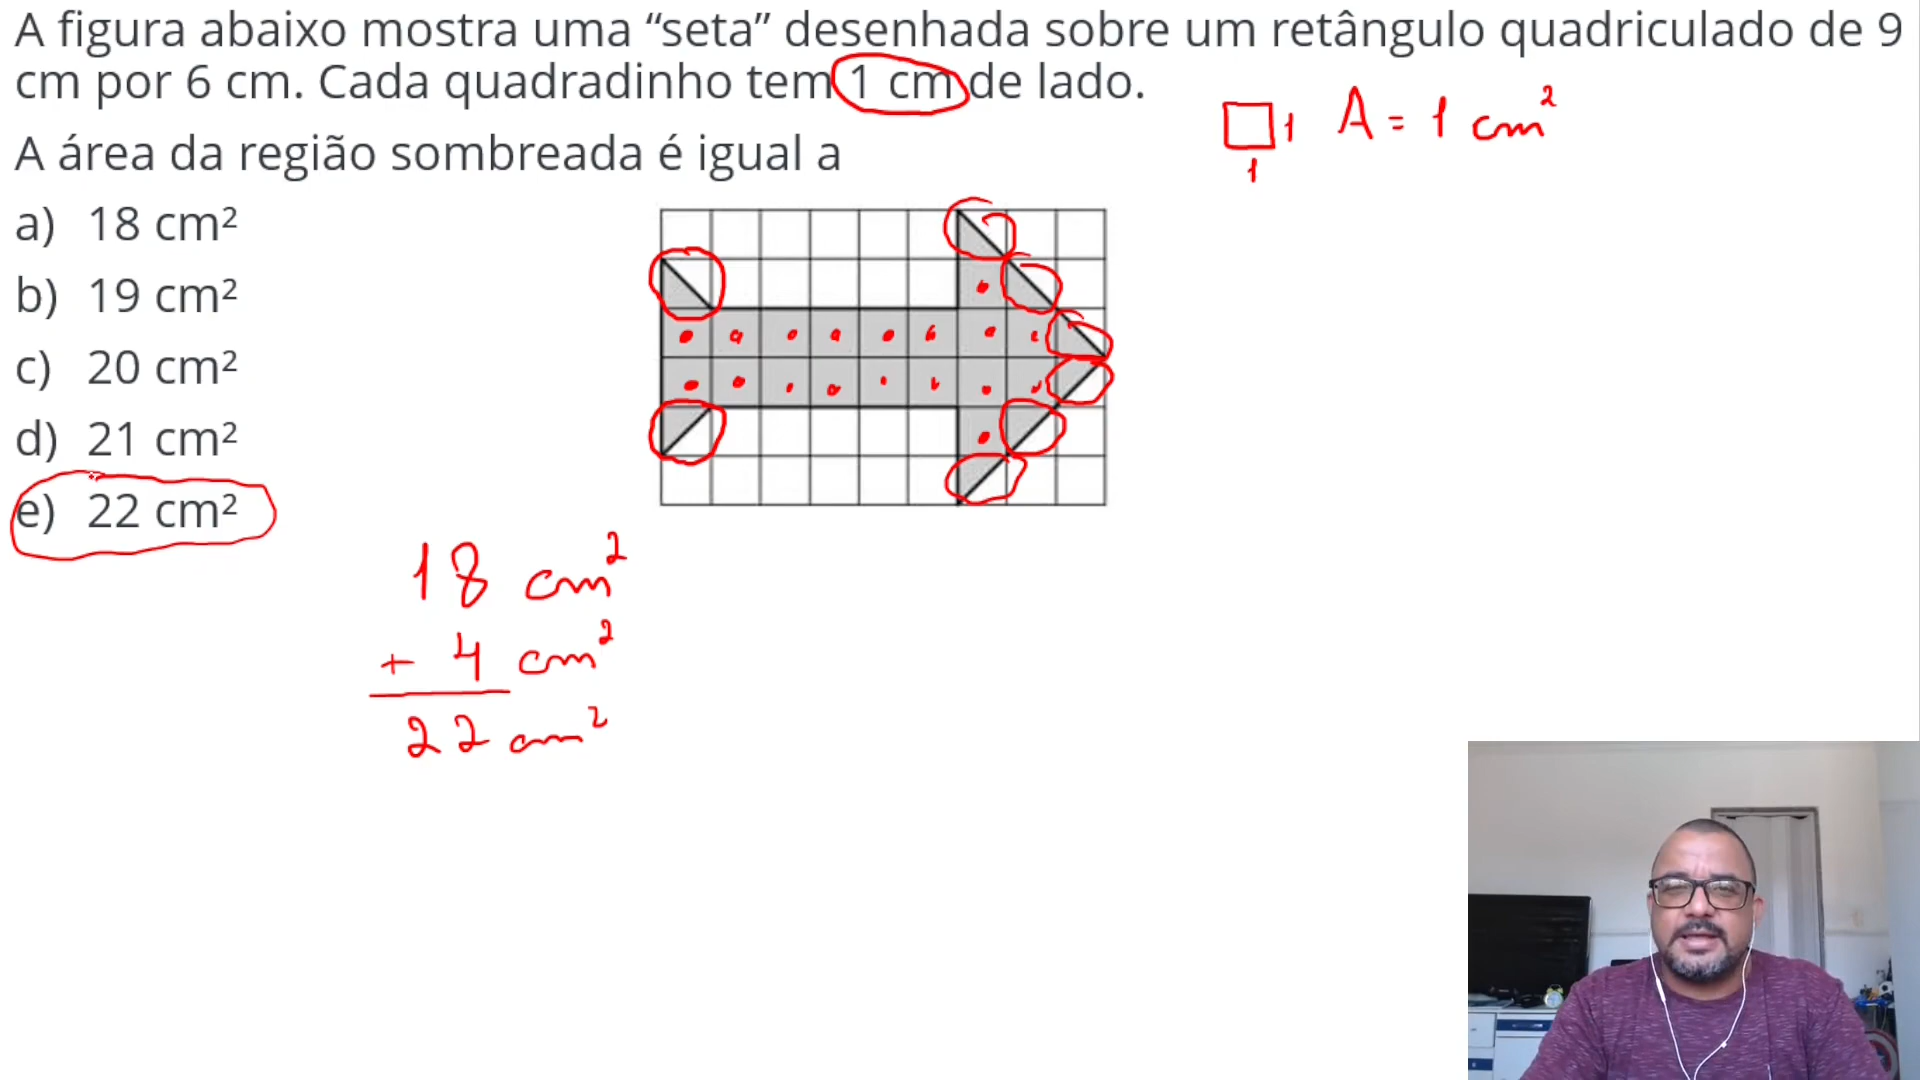 A figura abaixo mostra uma “seta” desenhada sobre um retângulo quadriculado de 9
cm por 6 cm. Cada quadradinho tem 1 cm de lado.
1 A = 1 cm²
1
A área da região sombreada é igual a
a) 18 cm²
b) 19 cm²
c) 20 cm²
d) 21 cm²
e) 22 cm²
18 cm²
+ 4 cm²
22 cm²